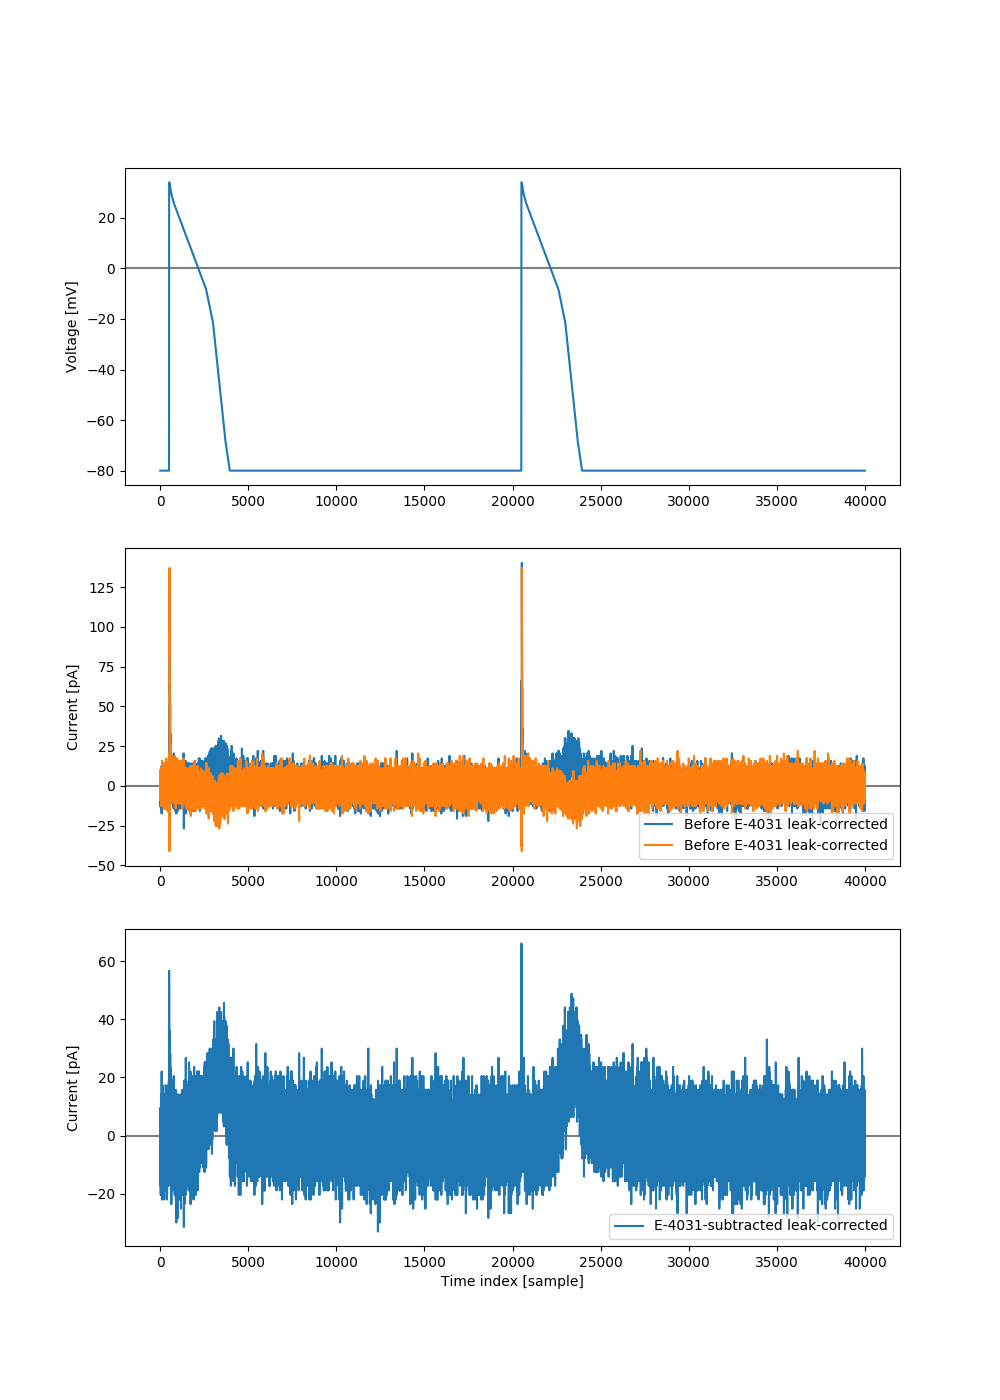 20
0
−20
−40
−60
−80
Voltage [mV]
0 5000 10000 15000 20000 25000 30000 35000 40000
125
100
75
50
25
0
−25
−50
Current [pA]
Before E-4031 leak-corrected
Before E-4031 leak-corrected
0 5000 10000 15000 20000 25000 30000 35000 40000
60
40
20
0
−20
Current [pA]
E-4031-subtracted leak-corrected
0 5000 10000 15000 20000 25000 30000 35000 40000
Time index [sample]